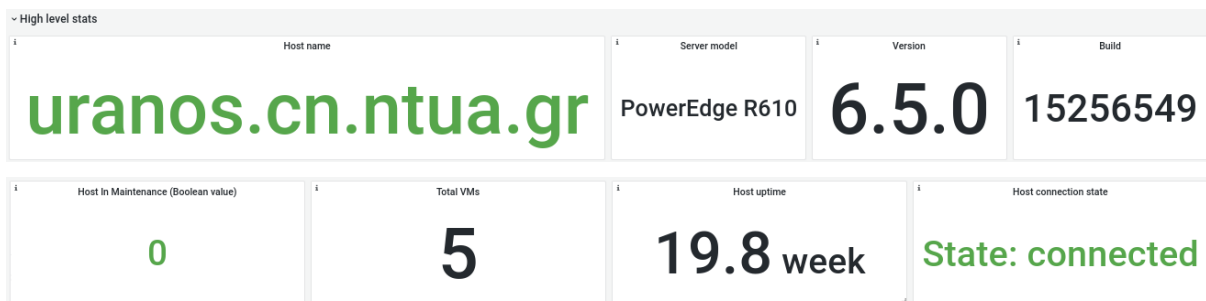 High level stats
Host name
uranos.cn.ntua.gr
Server model
PowerEdge R610
Version
6.5.0
Build
15256549
Host In Maintenance (Boolean value)
0
Total VMs
5
Host uptime
19.8 week
Host connection state
State: connected